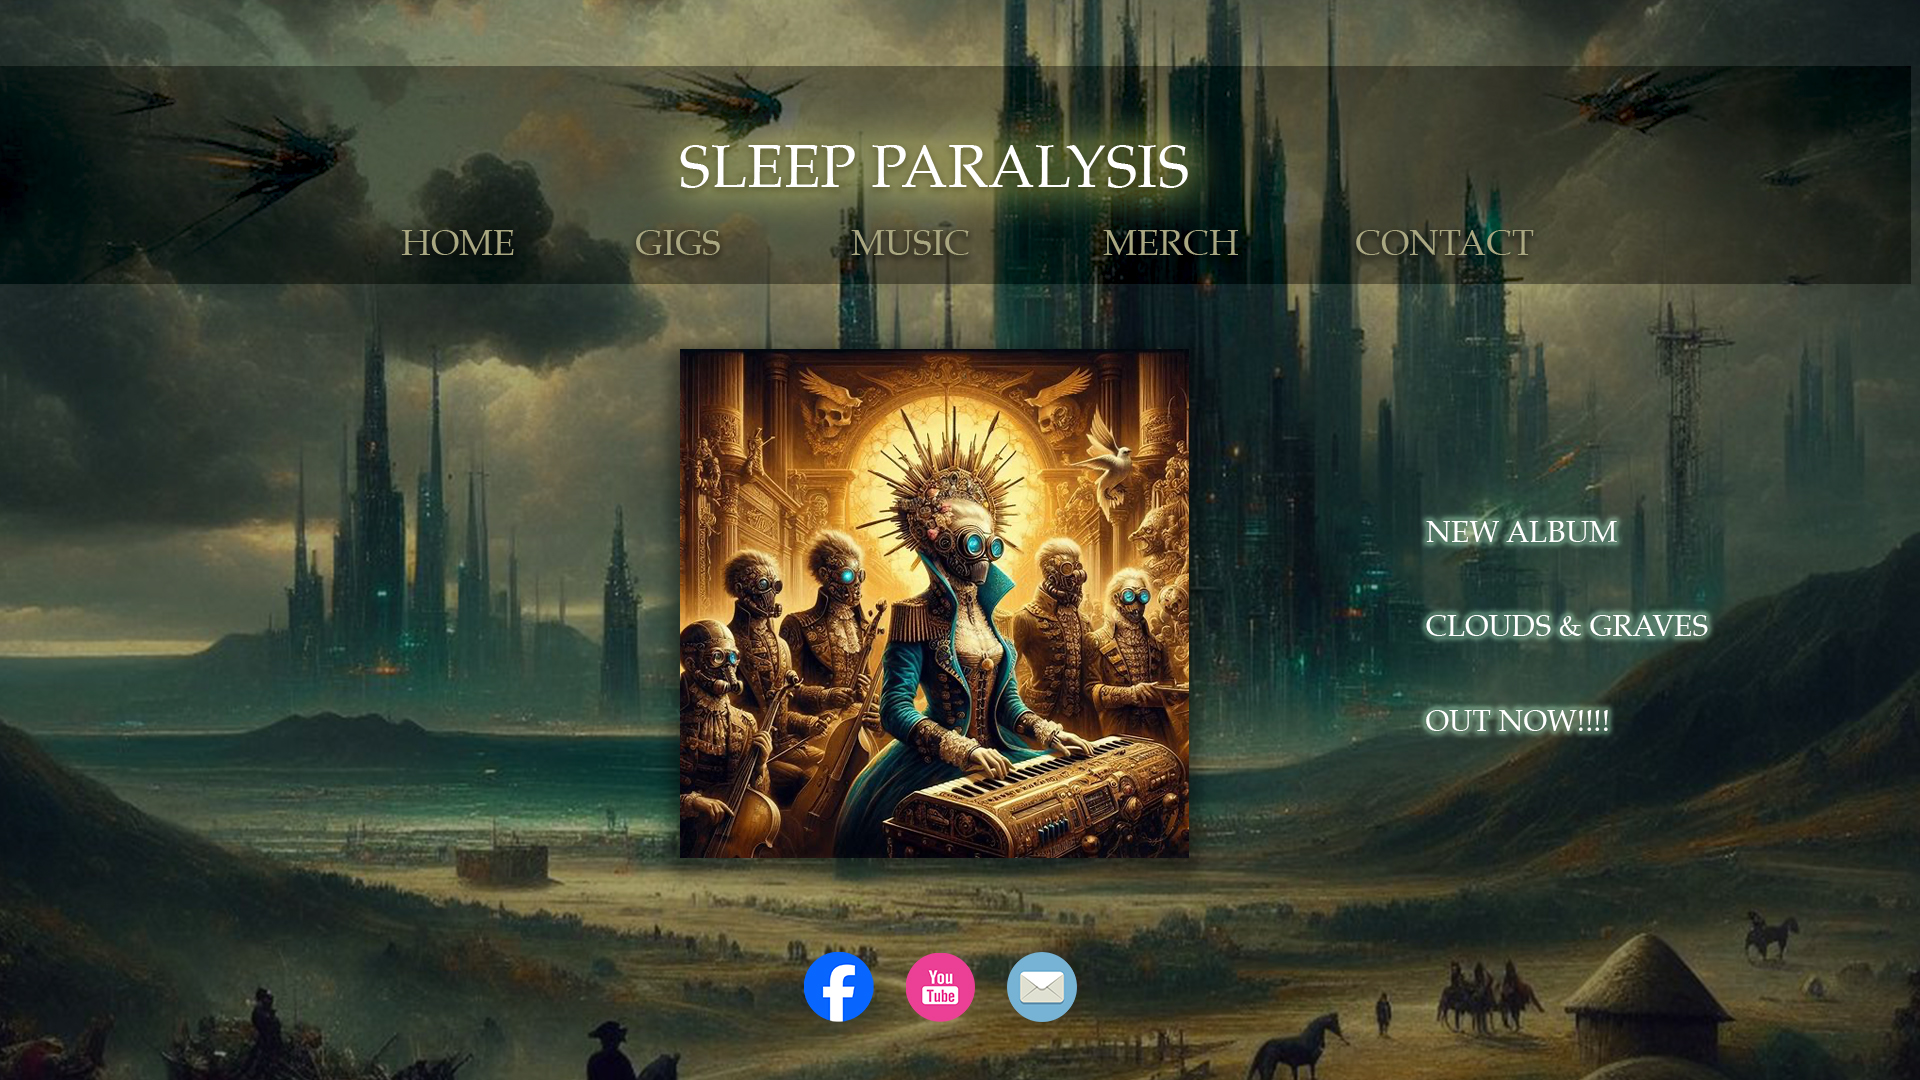 SLEEP PARALYSIS
HOME GIGS MUSIC MERCH CONTACT
NEW ALBUM
CLOUDS & GRAVES
OUT NOW!!!!
You
Tube